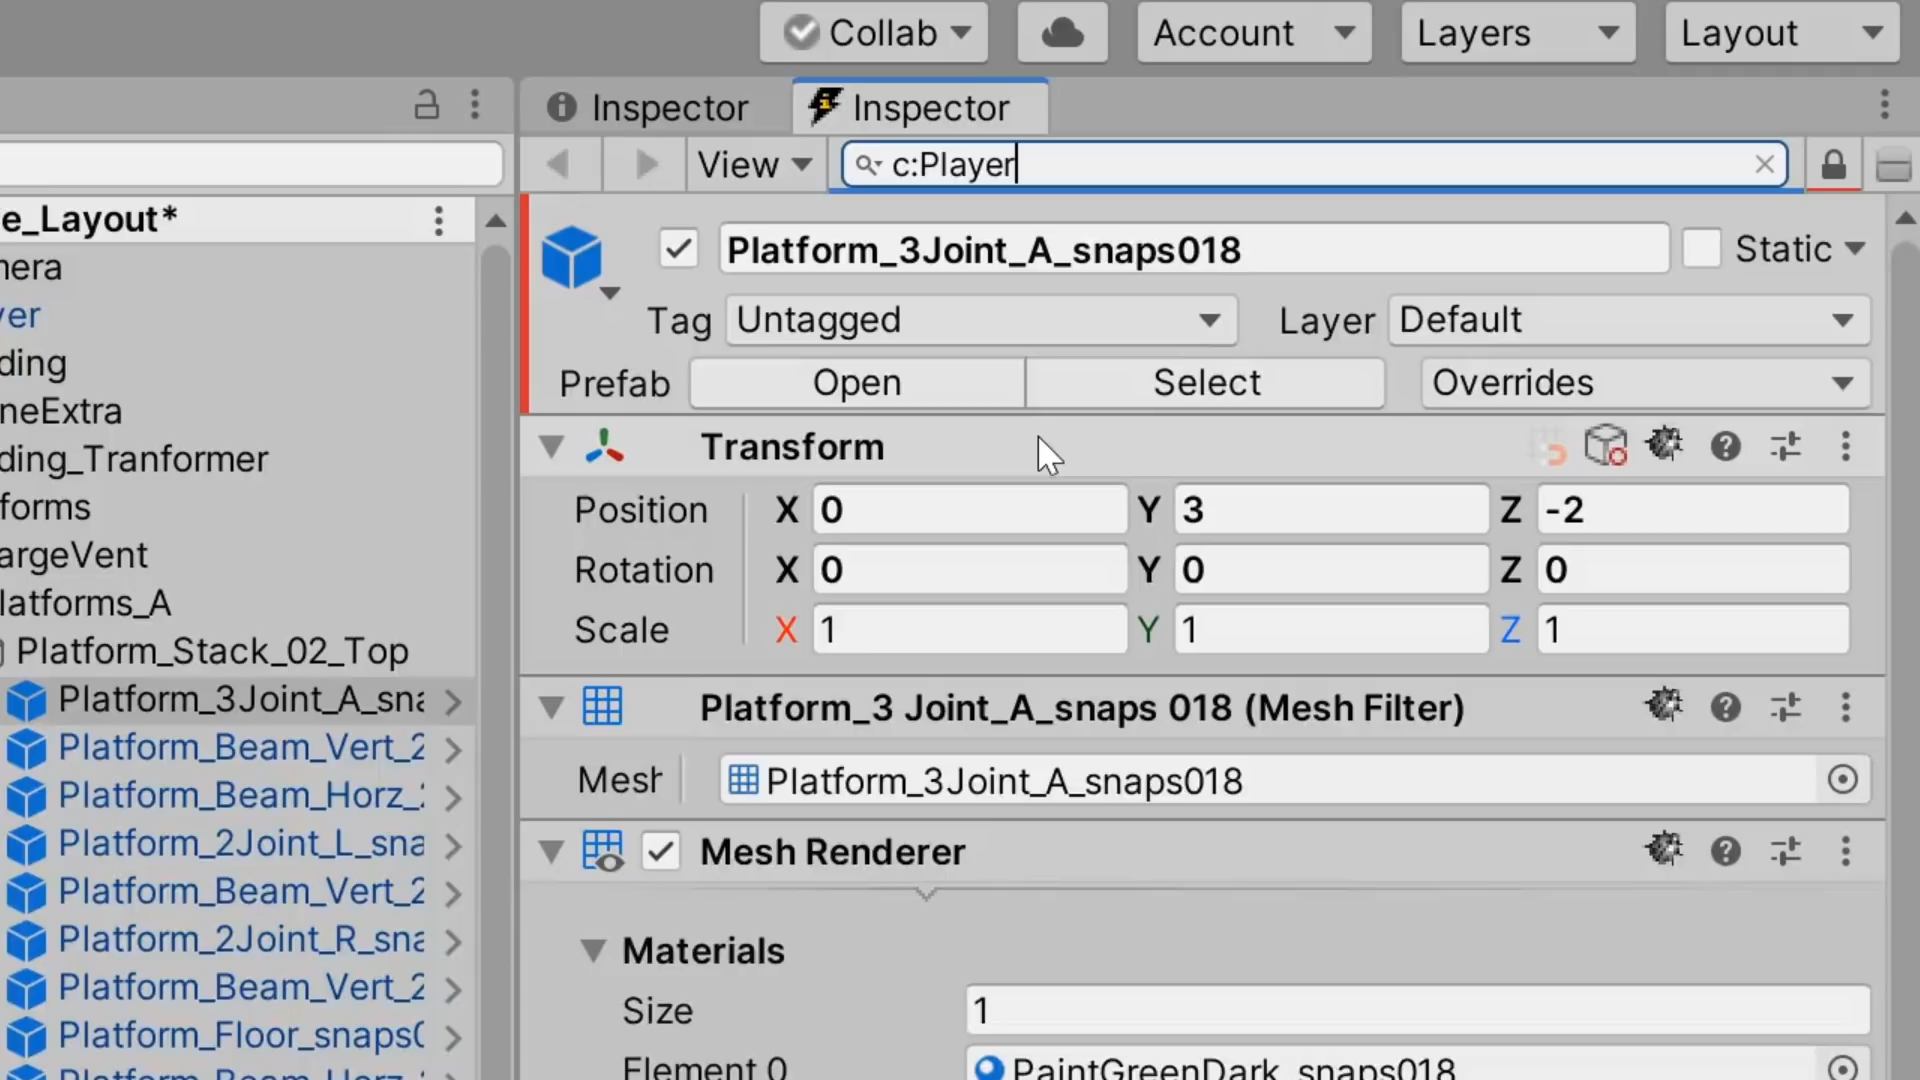 Collab
Account
Layers
Layout
Inspector
Inspector
View
c:Player
e_Layout*
nera
ver
ding
neExtra
ding_Tranformer
forms
argeVent
latforms_A
Platform_Stack_02_Top
Platform_3Joint_A_sna
Platform_Beam_Vert_2
Platform_Beam_Horz_2
Platform_2Joint_L_sna
Platform_Beam_Vert_2
Platform_2Joint_R_sna
Platform_Beam_Vert_2
Platform_Floor_snaps0
Platform_Beam_Horz
Platform_3Joint_A_snaps018
Static
Tag
Untagged
Layer
Default
Prefab
Open
Select
Overrides
Transform
Position X 0 Y 3 Z -2
Rotation X 0 Y 0 Z 0
Scale X 1 Y 1 Z 1
Platform_3 Joint_A_snaps 018 (Mesh Filter)
Mesh
Platform_3Joint_A_snaps018
Mesh Renderer
Materials
Size
1
Element 0
PaintGreenDark_snaps018